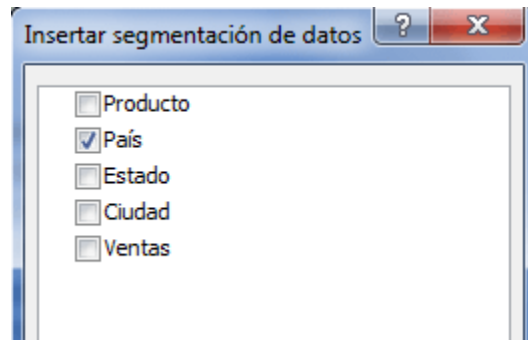 Insertar segmentación de datos ?
Producto
País
Estado
Ciudad
Ventas